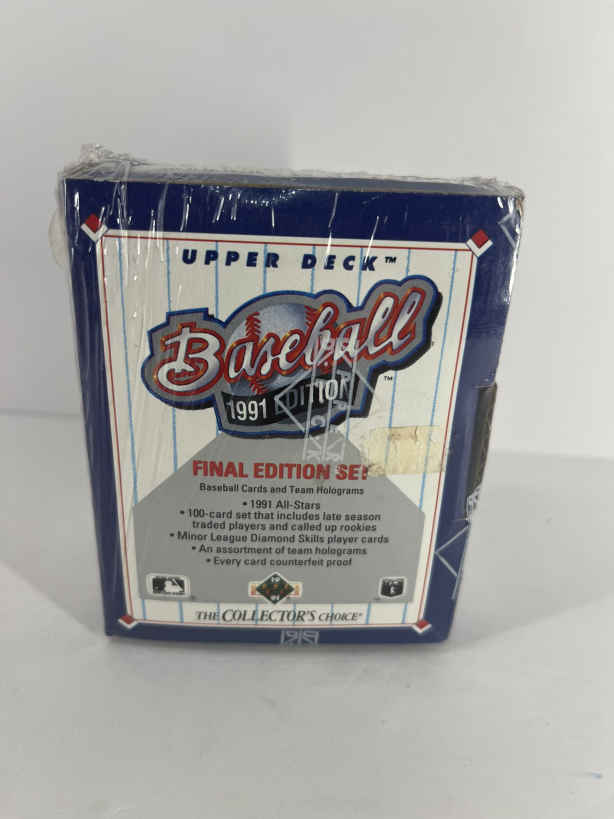 UPPER DECK™
Baseball™
1991 EDITION
FINAL EDITION SET
Baseball Cards and Team Holograms
• 1991 All-Stars
• 100-card set that includes late season
traded players and called up rookies
• Minor League Diamond Skills player cards
• An assortment of team holograms
• Every card counterfeit proof
THE COLLECTOR'S CHOICE®